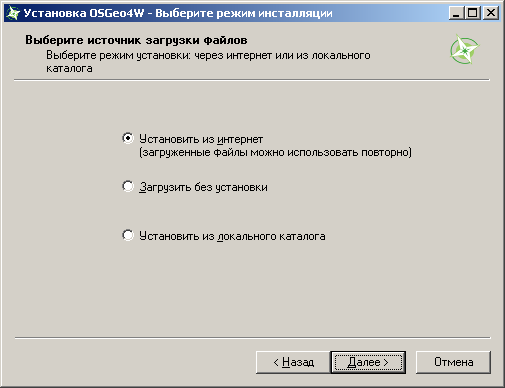 Установка OSGeo4W - Выберите режим инсталляции
Выберите источник загрузки файлов
Выберите режим установки: через интернет или из локального
каталога
Установить из интернет
(загруженные файлы можно использовать повторно)
Загрузить без установки
Установить из локального каталога
< Назад
Далее >
Отмена